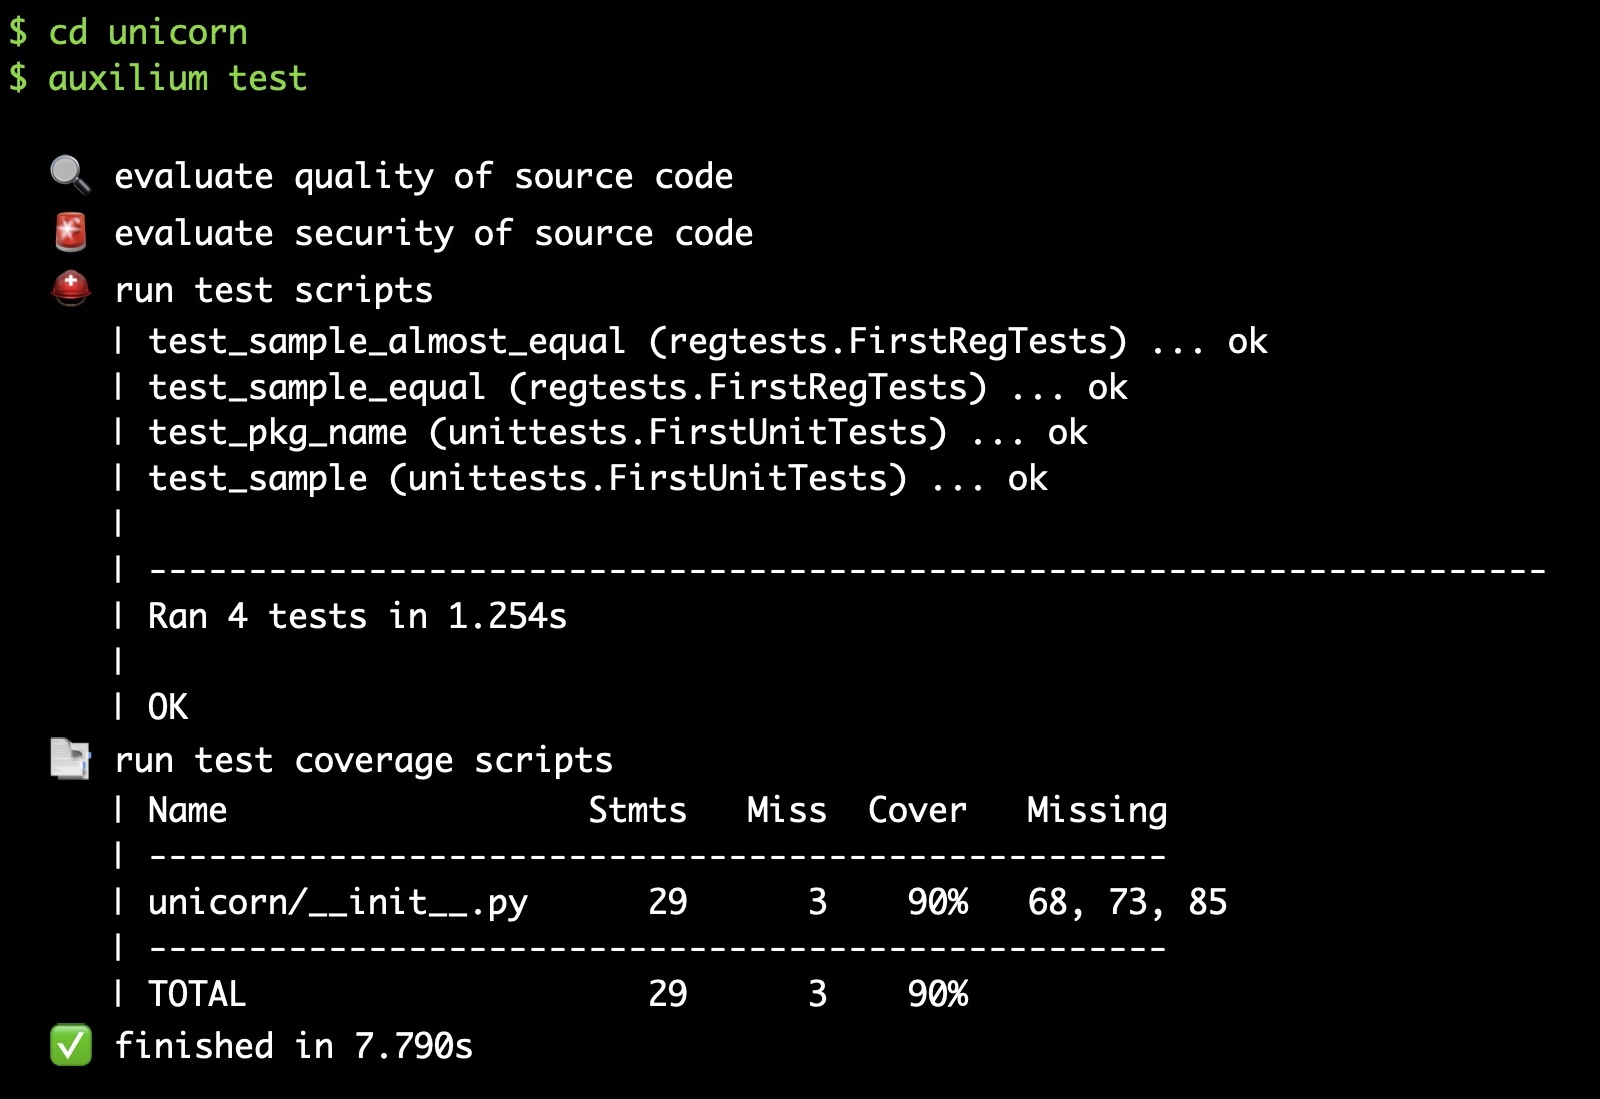 $ cd unicorn
$ auxilium test
🔍 evaluate quality of source code
🚨 evaluate security of source code
⛑ run test scripts
| test_sample_almost_equal (regtests.FirstRegTests) ... ok
| test_sample_equal (regtests.FirstRegTests) ... ok
| test_pkg_name (unittests.FirstUnitTests) ... ok
| test_sample (unittests.FirstUnitTests) ... ok
|
| ----------------------------------------------------------------------
| Ran 4 tests in 1.254s
|
| OK
📑 run test coverage scripts
| Name                  Stmts   Miss  Cover   Missing
| ---------------------------------------------------
| unicorn/__init__.py      29      3    90%   68, 73, 85
| ---------------------------------------------------
| TOTAL                    29      3    90%
✅ finished in 7.790s